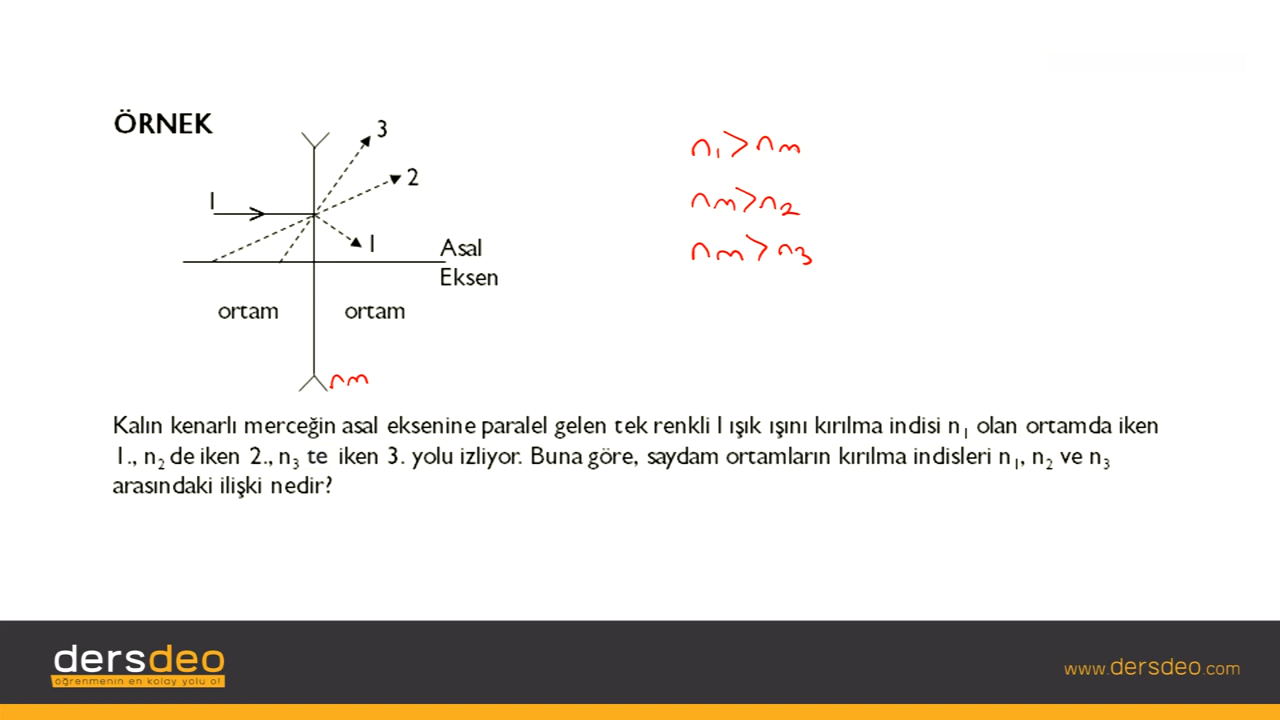 ÖRNEK
3
2
I
1
Asal
Eksen
ortam
ortam
nm
n₁ > nm
nm > n₂
nm > n₃
Kalın kenarlı merceğin asal eksenine paralel gelen tek renkli I ışık ışını kırılma indisi n₁ olan ortamda iken
1., n₂ de iken 2., n₃ te iken 3. yolu izliyor. Buna göre, saydam ortamların kırılma indisleri n₁, n₂ ve n₃
arasındaki ilişki nedir?
dersdeo
öğrenmenin en kolay yolu o!
www.dersdeo.com